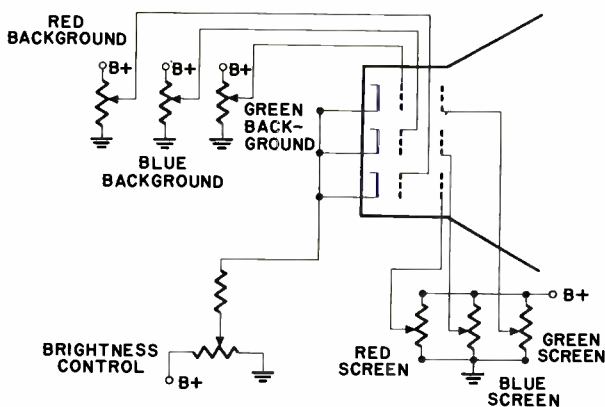 RED
BACKGROUND
B+
B+
B+
GREEN
BACK-
GROUND
BLUE
BACKGROUND
BRIGHTNESS
CONTROL
B+
B+
RED
SCREEN
GREEN
SCREEN
BLUE
SCREEN